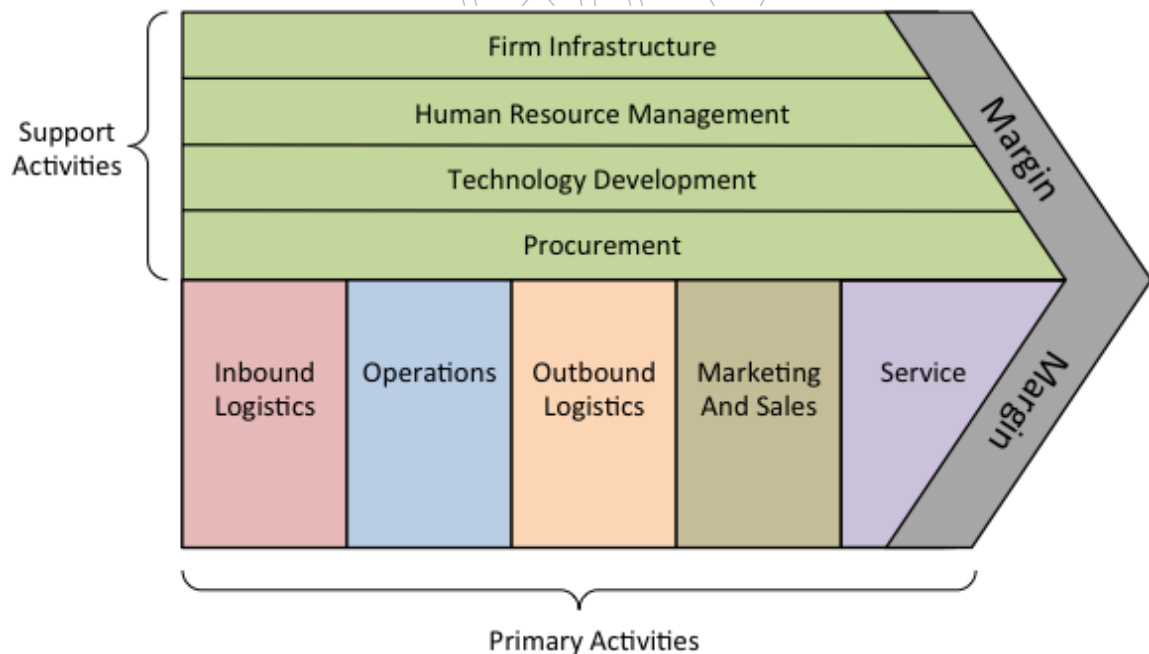 Firm Infrastructure
Human Resource Management
Support
Activities
Technology Development
Procurement
Margin
Inbound
Logistics
Operations
Outbound
Logistics
Marketing
And Sales
Service
Margin
Primary Activities